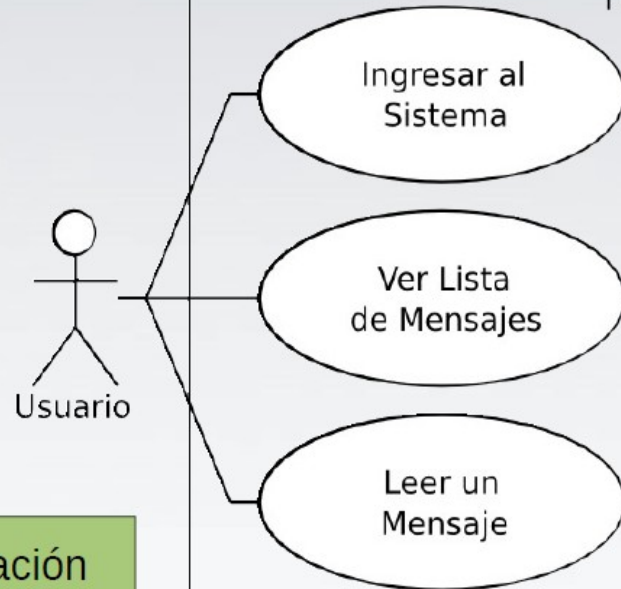 Ingresar al
Sistema
Ver Lista
de Mensajes
Usuario
Leer un
Mensaje
ación